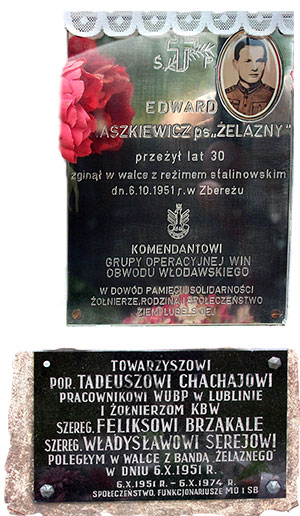 EDWARD
ASZKIEWICZ ps.„ŻELAZNY”
przeżył lat 30
zginął w walce z reżimem stalinowskim
dn. 6.10.1951 r. w Zbereżu
KOMENDANTOWI
GRUPY OPERACYJNEJ WIN
OBWODU WŁODAWSKIEGO
W DOWÓD PAMIĘCI I SOLIDARNOŚCI
ŻOŁNIERZE, RODZINA I SPOŁECZEŃSTWO
ZIEMI LUBELSKIEJ
TOWARZYSZOWI
POR. TADEUSZOWI CHACHAJOWI
PRACOWNIKOWI WUBP W LUBLINIE
I ŻOŁNIERZOM KBW
SZEREG. FELIKSOWI BRZAKALE
SZEREG. WŁADYSŁAWOWI SEREJOWI
POLEGŁYM W WALCE Z BANDĄ „ŻELAZNEGO”
W DNIU 6.X.1951 R.
6.X.1951 R. – 6.X.1974 R.
SPOŁECZEŃSTWO, FUNKCJONARIUSZE MO I SB